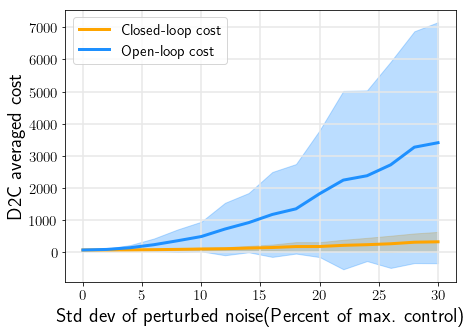 Closed-loop cost
Open-loop cost
D2C averaged cost
7000
6000
5000
4000
3000
2000
1000
0
0 5 10 15 20 25 30
Std dev of perturbed noise(Percent of max. control)